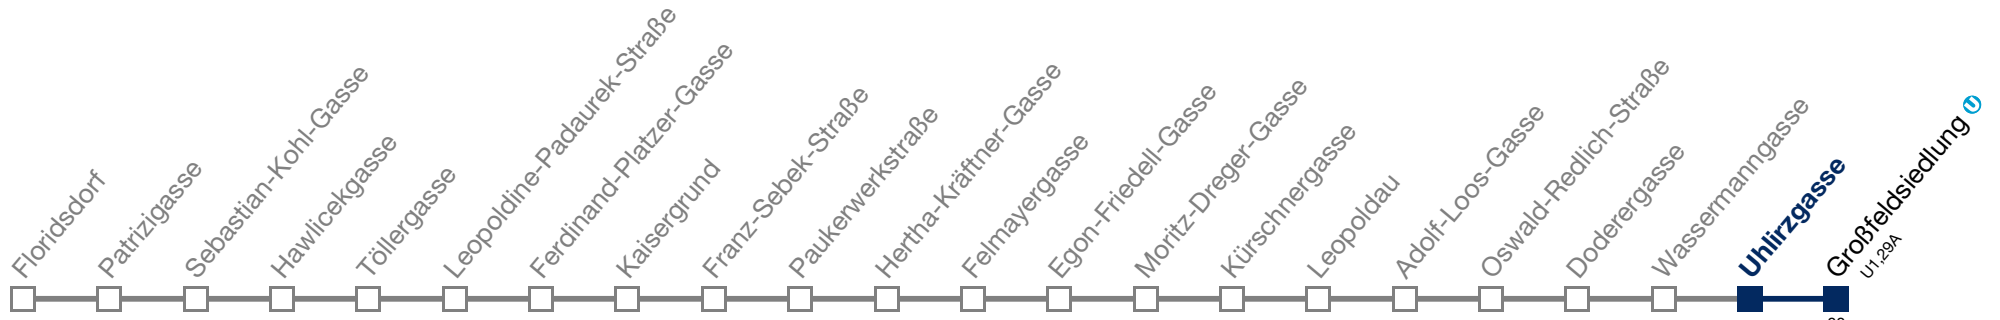 Floridsdorf
Patrizigasse
Sebastian-Kohl-Gasse
Hawlicekgasse
Töllergasse
Leopoldine-Padaurek-Straße
Ferdinand-Platzer-Gasse
Kaisergrund
Franz-Sebek-Straße
Paukerwerkstraße
Hertha-Kräftner-Gasse
Felmayergasse
Egon-Friedell-Gasse
Moritz-Dreger-Gasse
Kürschnergasse
Leopoldau
Adolf-Loos-Gasse
Oswald-Redlich-Straße
Doderergasse
Wassermanngasse
Uhlirzgasse
Großfeldsiedlung U
U1,29A